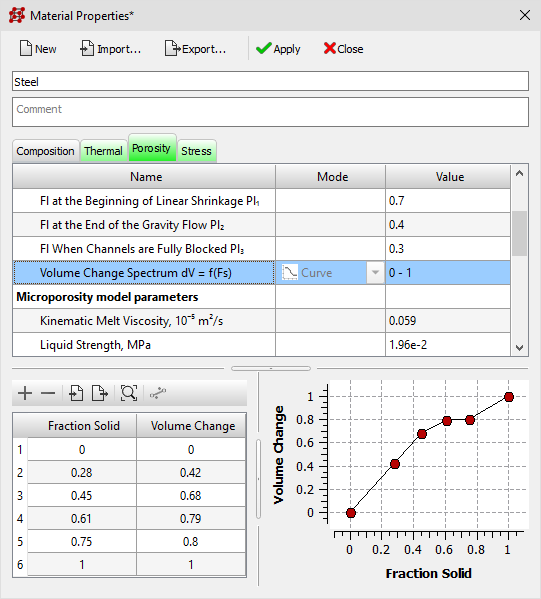 Material Properties*
New Import... Export... Apply Close
Steel
Comment
Composition Thermal Porosity Stress
Name Mode Value
Fl at the Beginning of Linear Shrinkage Pl₁ 0.7
Fl at the End of the Gravity Flow Pl₂ 0.4
Fl When Channels are Fully Blocked Pl₃ 0.3
Volume Change Spectrum dV = f(Fs) Curve 0 - 1
Microporosity model parameters
Kinematic Melt Viscosity, 10⁻⁵ m²/s 0.059
Liquid Strength, MPa 1.96e-2
Fraction Solid Volume Change
1 0 0
2 0.28 0.42
3 0.45 0.68
4 0.61 0.79
5 0.75 0.8
6 1 1
Volume Change
1
0.8
0.6
0.4
0.2
0
0 0.2 0.4 0.6 0.8 1
Fraction Solid